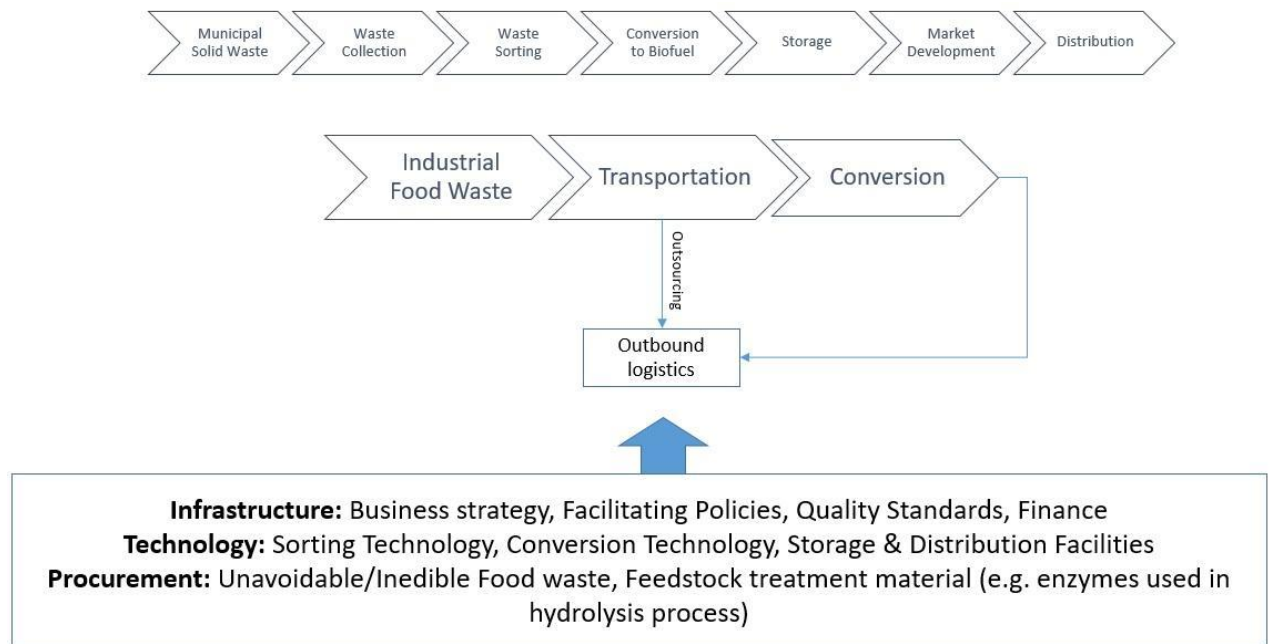 Municipal
Solid Waste
Waste
Collection
Waste
Sorting
Conversion
to Biofuel
Storage
Market
Development
Distribution
Industrial
Food Waste
Transportation
Conversion
Outsourcing
Outbound
logistics
Infrastructure: Business strategy, Facilitating Policies, Quality Standards, Finance
Technology: Sorting Technology, Conversion Technology, Storage & Distribution Facilities
Procurement: Unavoidable/Inedible Food waste, Feedstock treatment material (e.g. enzymes used in
hydrolysis process)